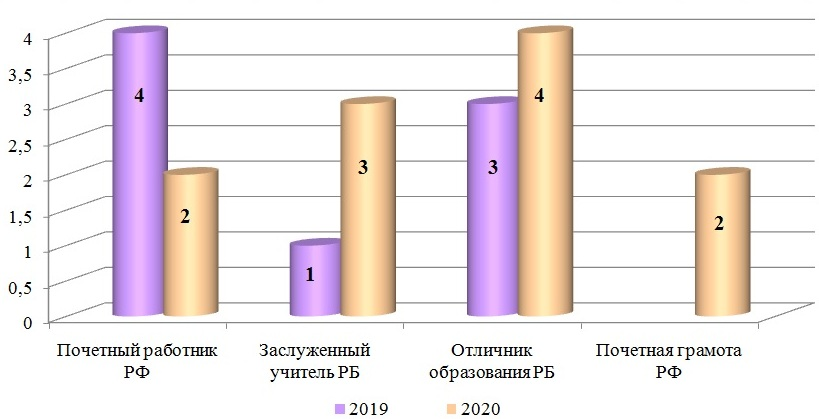 4
3,5
3
2,5
2
1,5
1
0,5
0
4
2
1
3
3
4
2
Почетный работник
РФ
Заслуженный
учитель РБ
Отличник
образования РБ
Почетная грамота
РФ
2019
2020